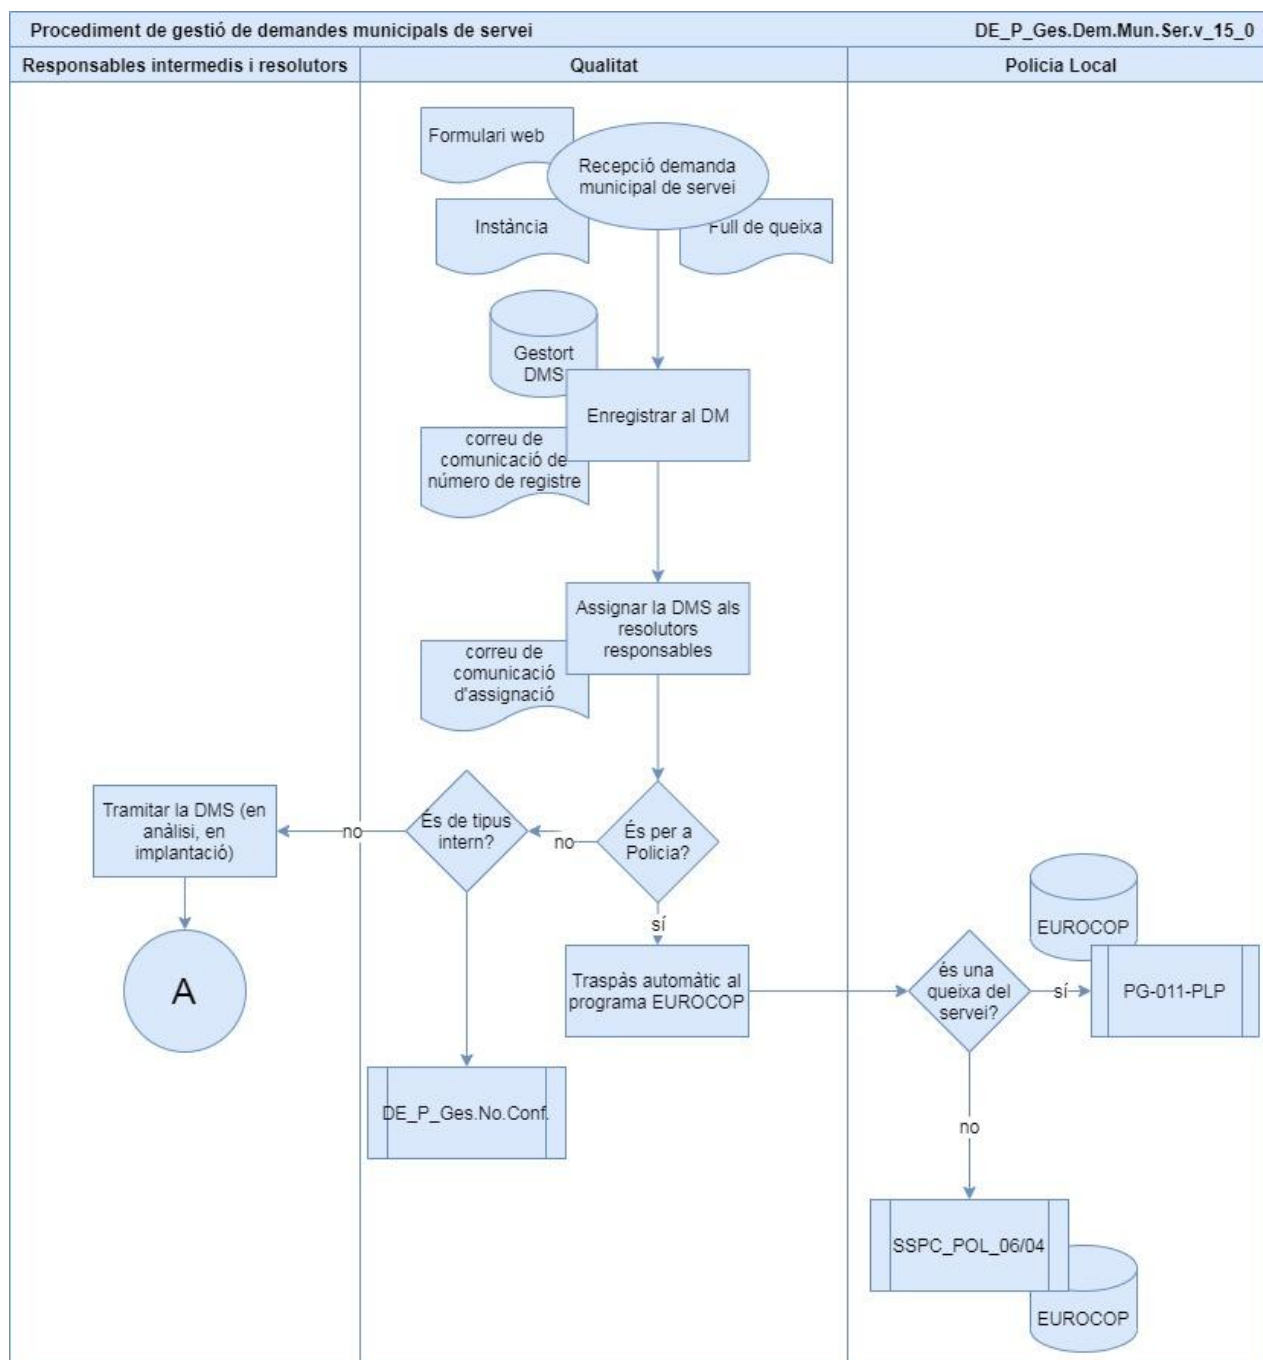 Procediment de gestió de demandes municipals de servei
DE_P_Ges.Dem.Mun.Ser.v_15_0
Responsables intermedis i resolutors
Qualitat
Policia Local
Formulari web
Recepció demanda
municipal de servei
Instància
Full de queixa
Gestort
DMS
Enregistrar al DM
correu de
comunicació de
número de registre
Assignar la DMS als
resolutors
responsables
correu de
comunicació
d'assignació
Tramitar la DMS (en
anàlisi, en
implantació)
no
És de tipus
intern?
no
És per a
Policia?
sí
A
Traspàs automàtic al
programa EUROCOP
és una
queixa del
servei?
sí
EUROCOP
PG-011-PLP
DE_P_Ges.No.Conf.
no
SSPC_POL_06/04
EUROCOP